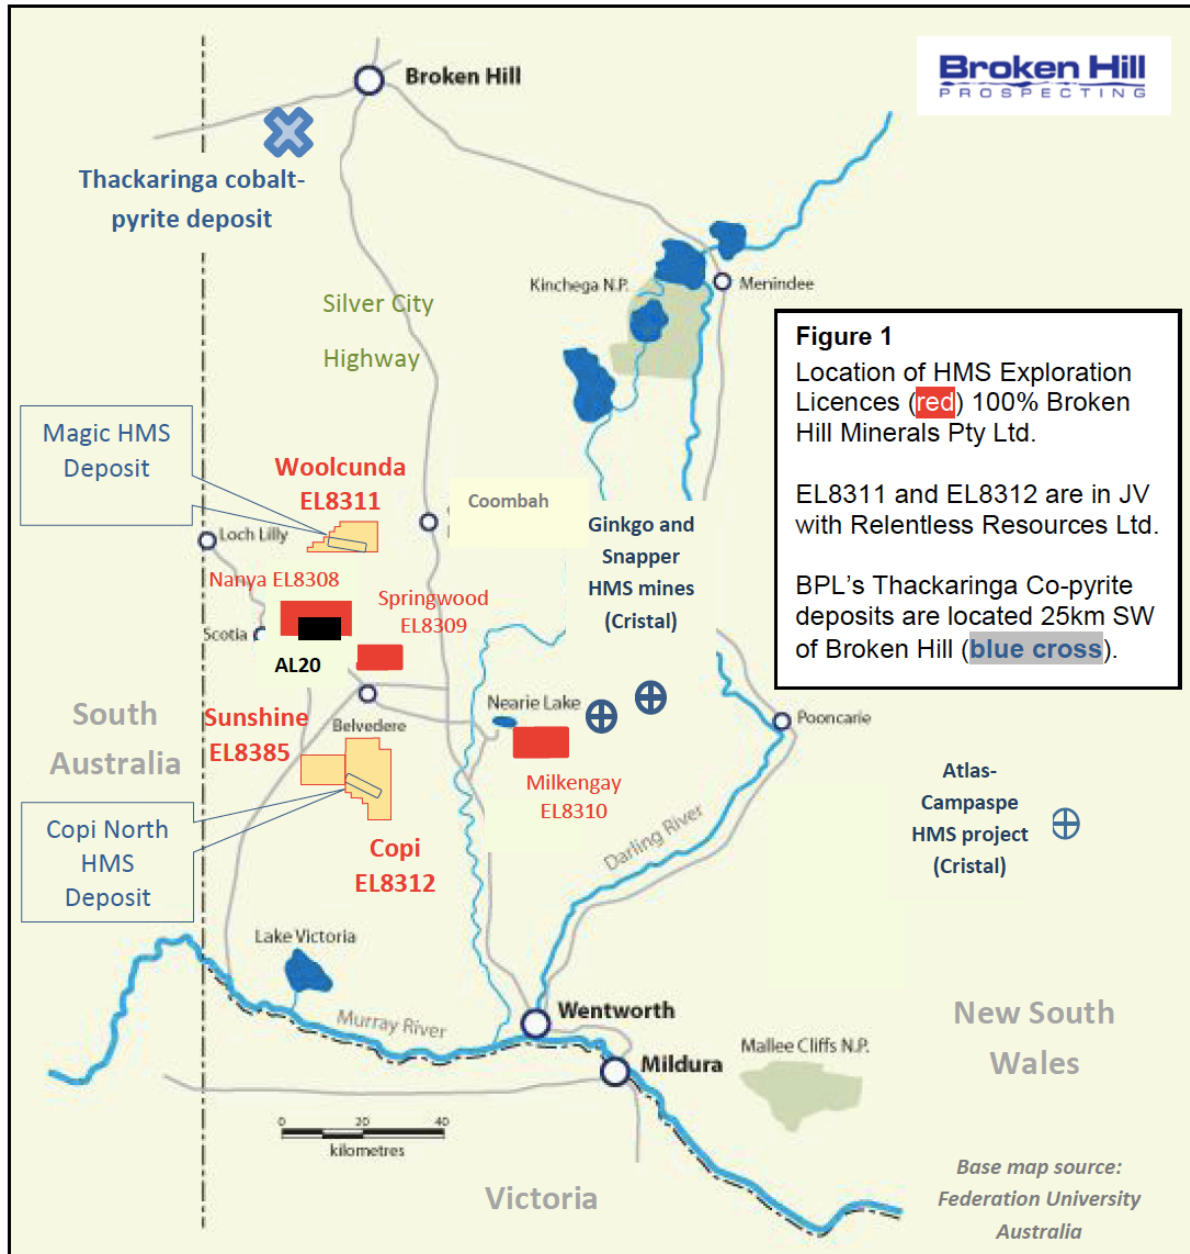 Broken Hill
Broken Hill
PROSPECTING
Thackaringa cobalt-
pyrite deposit
Kinchega N.P.
Menindee
Silver City
Highway
Figure 1
Location of HMS Exploration
Licences (red) 100% Broken
Hill Minerals Pty Ltd.
EL8311 and EL8312 are in JV
with Relentless Resources Ltd.
BPL's Thackaringa Co-pyrite
deposits are located 25km SW
of Broken Hill (blue cross).
Magic HMS
Deposit
Woolcunda
EL8311
Coombah
Loch Lilly
Ginkgo and
Snapper
HMS mines
(Cristal)
Nanya EL8308
Springwood
EL8309
Scotia
AL20
South
Australia
Sunshine
EL8385
Belvedere
Nearie Lake
Pooncarie
Milkengay
EL8310
Atlas-
Campaspe
HMS project
(Cristal)
Darling River
Copi North
HMS
Deposit
Copi
EL8312
Lake Victoria
Murray River
Wentworth
Mildura
Mallee Cliffs N.P.
New South
Wales
0 20 40
kilometres
Victoria
Base map source:
Federation University
Australia